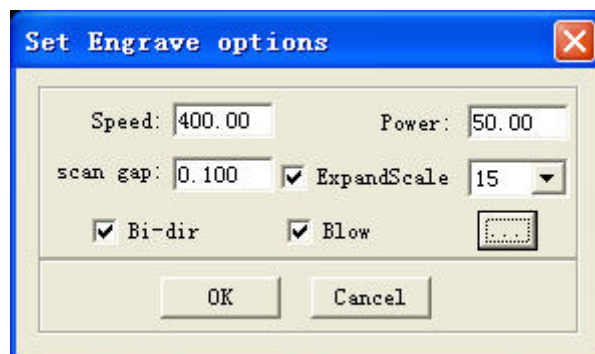 Set Engrave options
Speed: 400.00 Power: 50.00
scan gap: 0.100 ExpandScale 15
Bi-dir Blow ...
OK Cancel